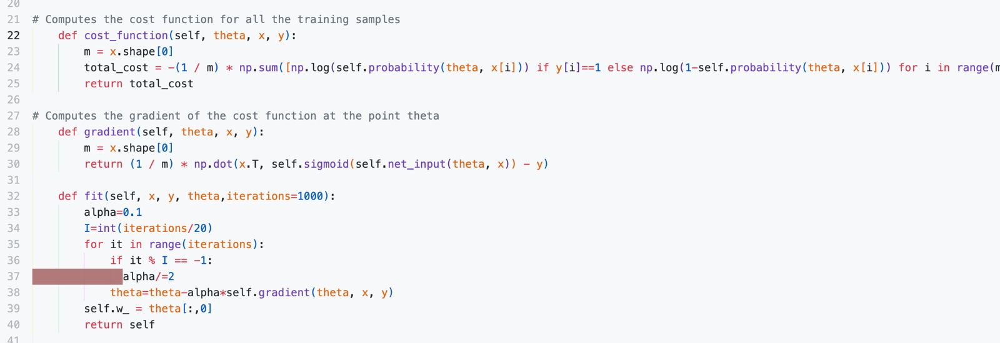 20
21 # Computes the cost function for all the training samples
22     def cost_function(self, theta, x, y):
23         m = x.shape[0]
24         total_cost = -(1 / m) * np.sum([np.log(self.probability(theta, x[i])) if y[i]==1 else np.log(1-self.probability(theta, x[i])) for i in range(m
25         return total_cost
26
27 # Computes the gradient of the cost function at the point theta
28     def gradient(self, theta, x, y):
29         m = x.shape[0]
30         return (1 / m) * np.dot(x.T, self.sigmoid(self.net_input(theta, x)) - y)
31
32     def fit(self, x, y, theta,iterations=1000):
33         alpha=0.1
34         I=int(iterations/20)
35         for it in range(iterations):
36             if it % I == -1:
37               alpha/=2
38             theta=theta-alpha*self.gradient(theta, x, y)
39         self.w_ = theta[:,0]
40         return self
41